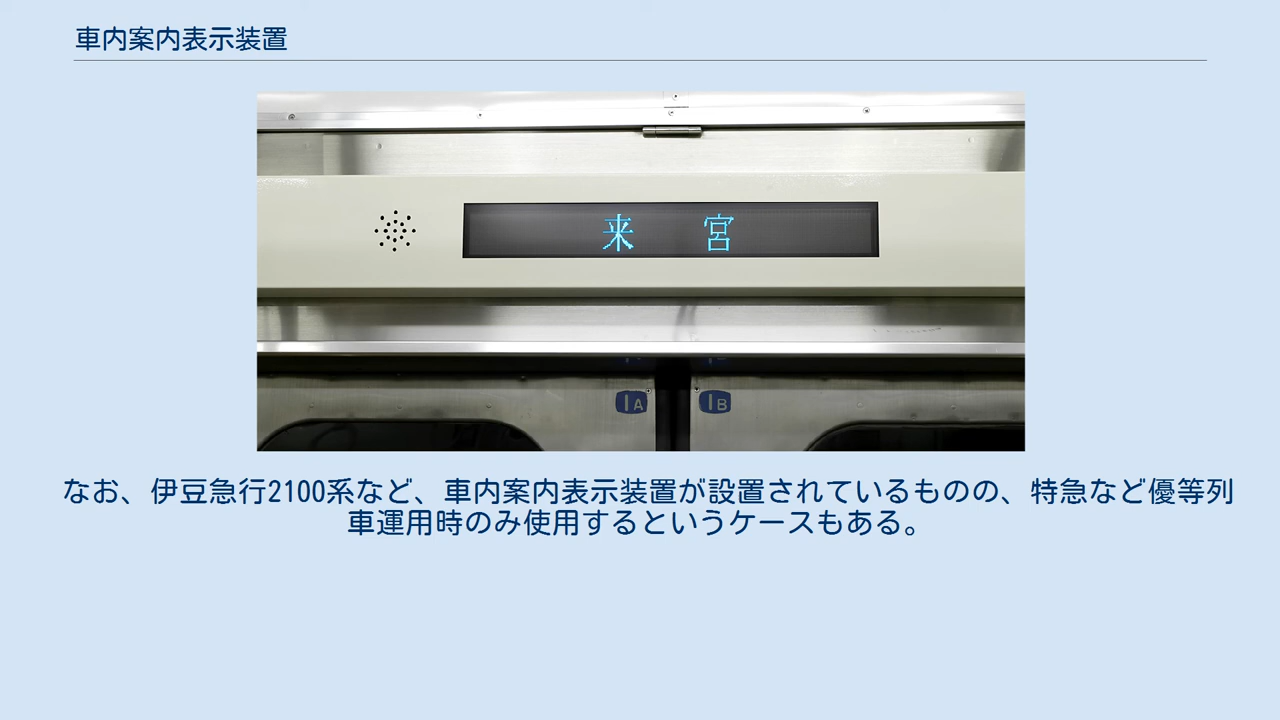 車内案内表示装置
来 宮
1A 1B
なお、伊豆急行2100系など、車内案内表示装置が設置されているものの、特急など優等列
車運用時のみ使用するというケースもある。